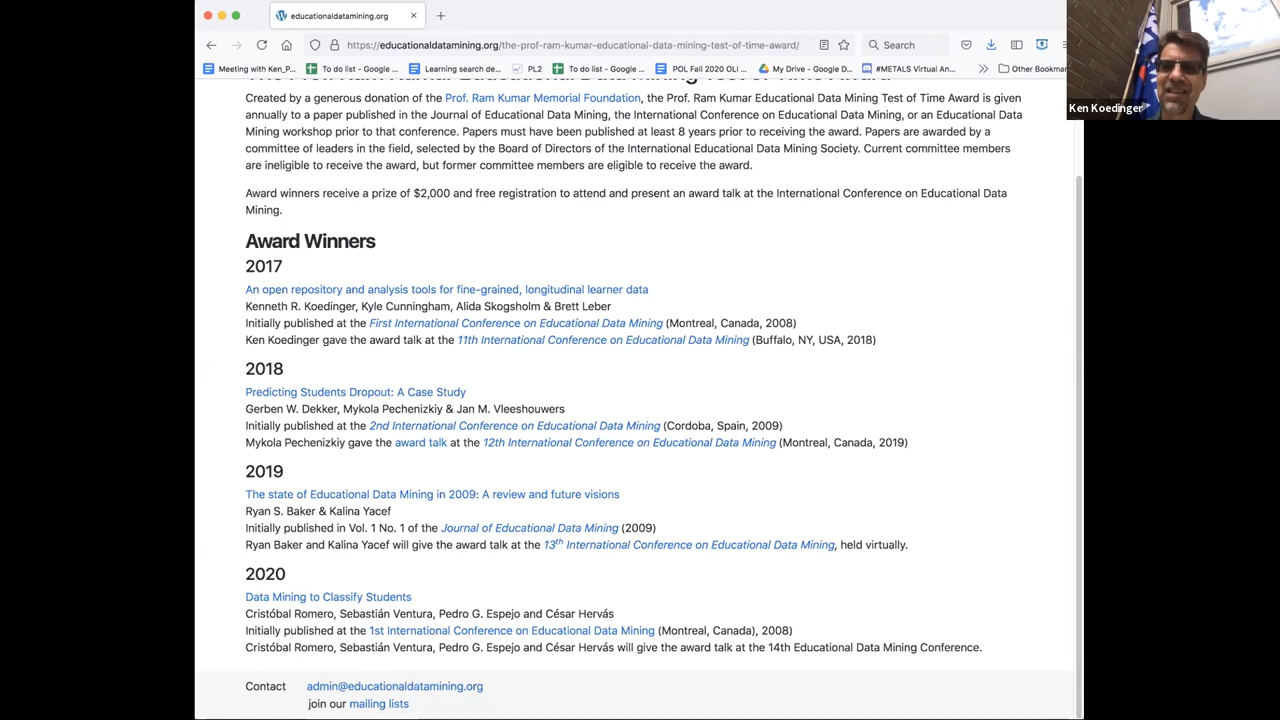 educationaldatamining.org
https://educationaldatamining.org/the-prof-ram-kumar-educational-data-mining-test-of-time-award/
Search
Meeting with Ken_P...
To do list - Google ...
Learning search de...
PL2
To do list - Google ...
POL Fall 2020 OLI ...
My Drive - Google D...
#METALS Virtual An...
Other Bookmar
Created by a generous donation of the Prof. Ram Kumar Memorial Foundation, the Prof. Ram Kumar Educational Data Mining Test of Time Award is given
annually to a paper published in the Journal of Educational Data Mining, the International Conference on Educational Data Mining, or an Educational Data
Mining workshop prior to that conference. Papers must have been published at least 8 years prior to receiving the award. Papers are awarded by a
committee of leaders in the field, selected by the Board of Directors of the International Educational Data Mining Society. Current committee members
are ineligible to receive the award, but former committee members are eligible to receive the award.
Award winners receive a prize of $2,000 and free registration to attend and present an award talk at the International Conference on Educational Data
Mining.
Award Winners
2017
An open repository and analysis tools for fine-grained, longitudinal learner data
Kenneth R. Koedinger, Kyle Cunningham, Alida Skogsholm & Brett Leber
Initially published at the First International Conference on Educational Data Mining (Montreal, Canada, 2008)
Ken Koedinger gave the award talk at the 11th International Conference on Educational Data Mining (Buffalo, NY, USA, 2018)
2018
Predicting Students Dropout: A Case Study
Gerben W. Dekker, Mykola Pechenizkiy & Jan M. Vleeshouwers
Initially published at the 2nd International Conference on Educational Data Mining (Cordoba, Spain, 2009)
Mykola Pechenizkiy gave the award talk at the 12th International Conference on Educational Data Mining (Montreal, Canada, 2019)
2019
The state of Educational Data Mining in 2009: A review and future visions
Ryan S. Baker & Kalina Yacef
Initially published in Vol. 1 No. 1 of the Journal of Educational Data Mining (2009)
Ryan Baker and Kalina Yacef will give the award talk at the 13th International Conference on Educational Data Mining, held virtually.
2020
Data Mining to Classify Students
Cristóbal Romero, Sebastián Ventura, Pedro G. Espejo and César Hervás
Initially published at the 1st International Conference on Educational Data Mining (Montreal, Canada), 2008)
Cristóbal Romero, Sebastián Ventura, Pedro G. Espejo and César Hervás will give the award talk at the 14th Educational Data Mining Conference.
Contact admin@educationaldatamining.org
join our mailing lists
Ken Koedinger